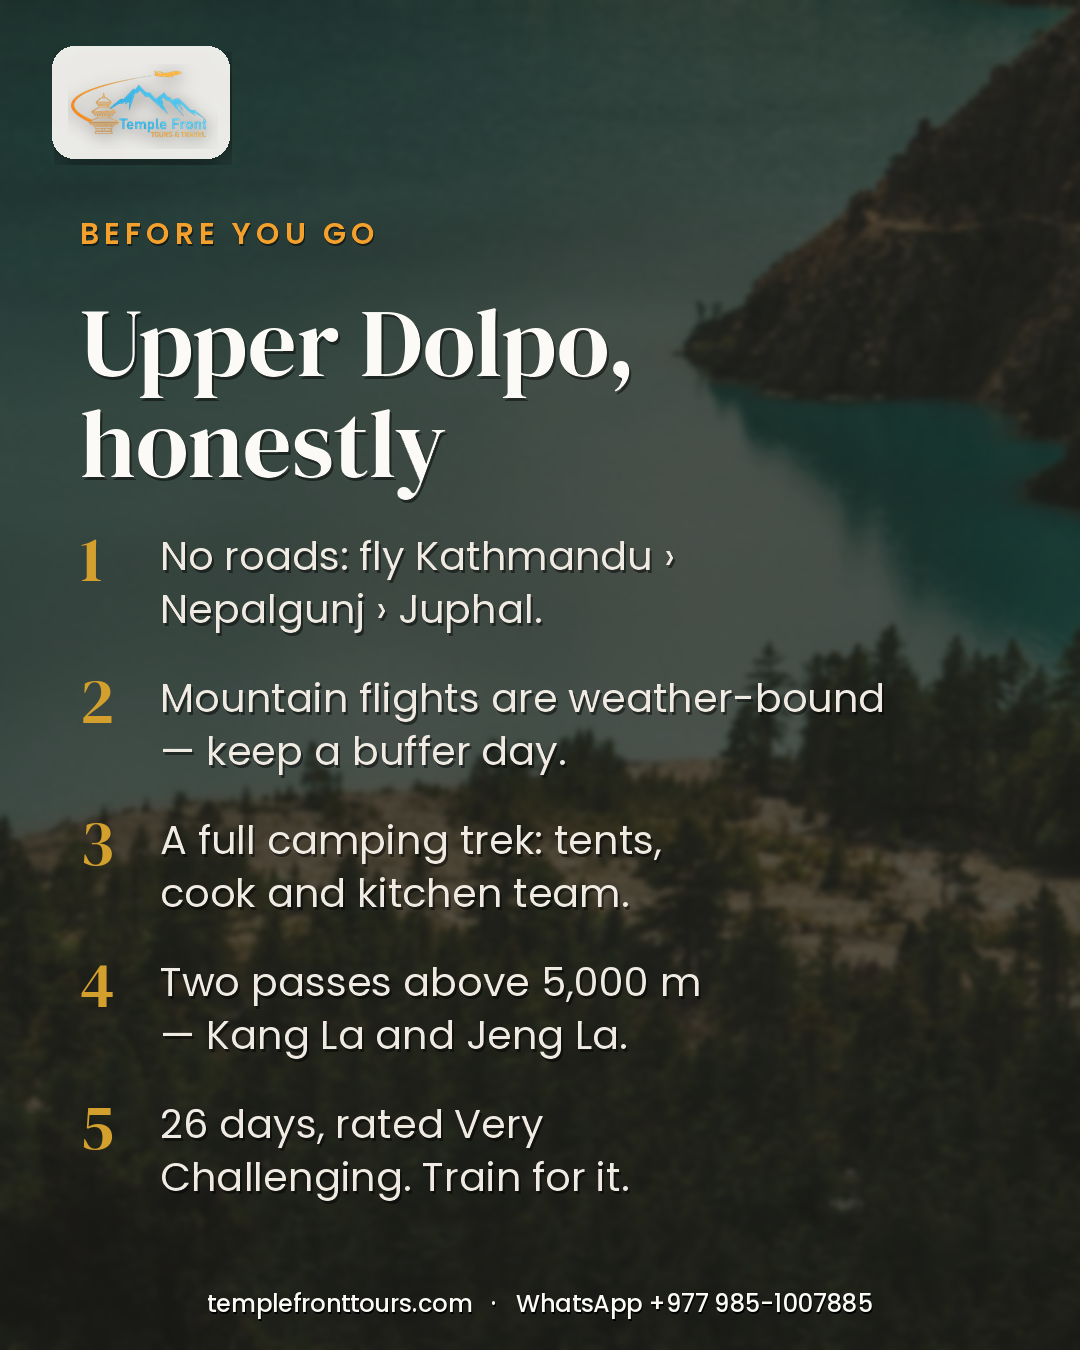 Temple Front
TOURS & TRAVEL
BEFORE YOU GO
Upper Dolpo,
honestly
1 No roads: fly Kathmandu ›
Nepalgunj › Juphal.
2 Mountain flights are weather-bound
— keep a buffer day.
3 A full camping trek: tents,
cook and kitchen team.
4 Two passes above 5,000 m
— Kang La and Jeng La.
5 26 days, rated Very
Challenging. Train for it.
templefronttours.com · WhatsApp +977 985-1007885